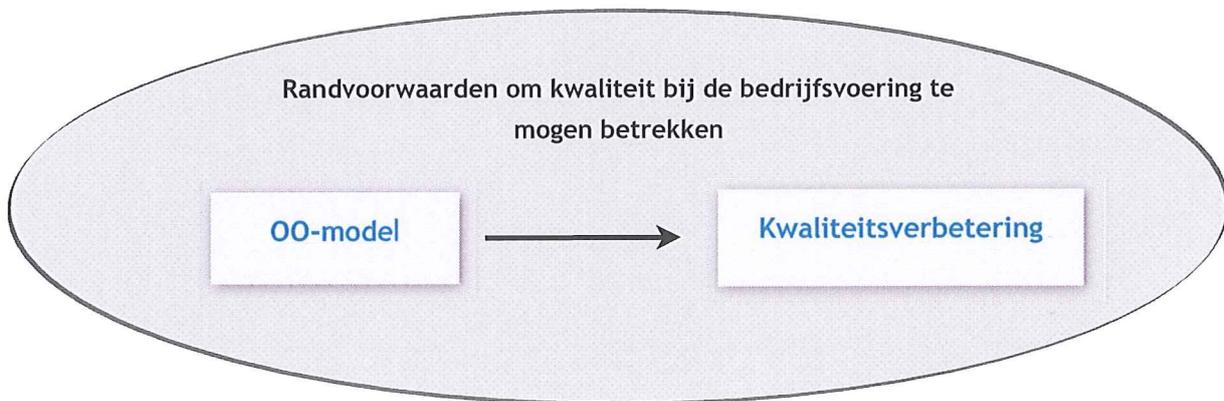 Randvoorwaarden om kwaliteit bij de bedrijfsvoering te
mogen betrekken
OO-model
Kwaliteitsverbetering